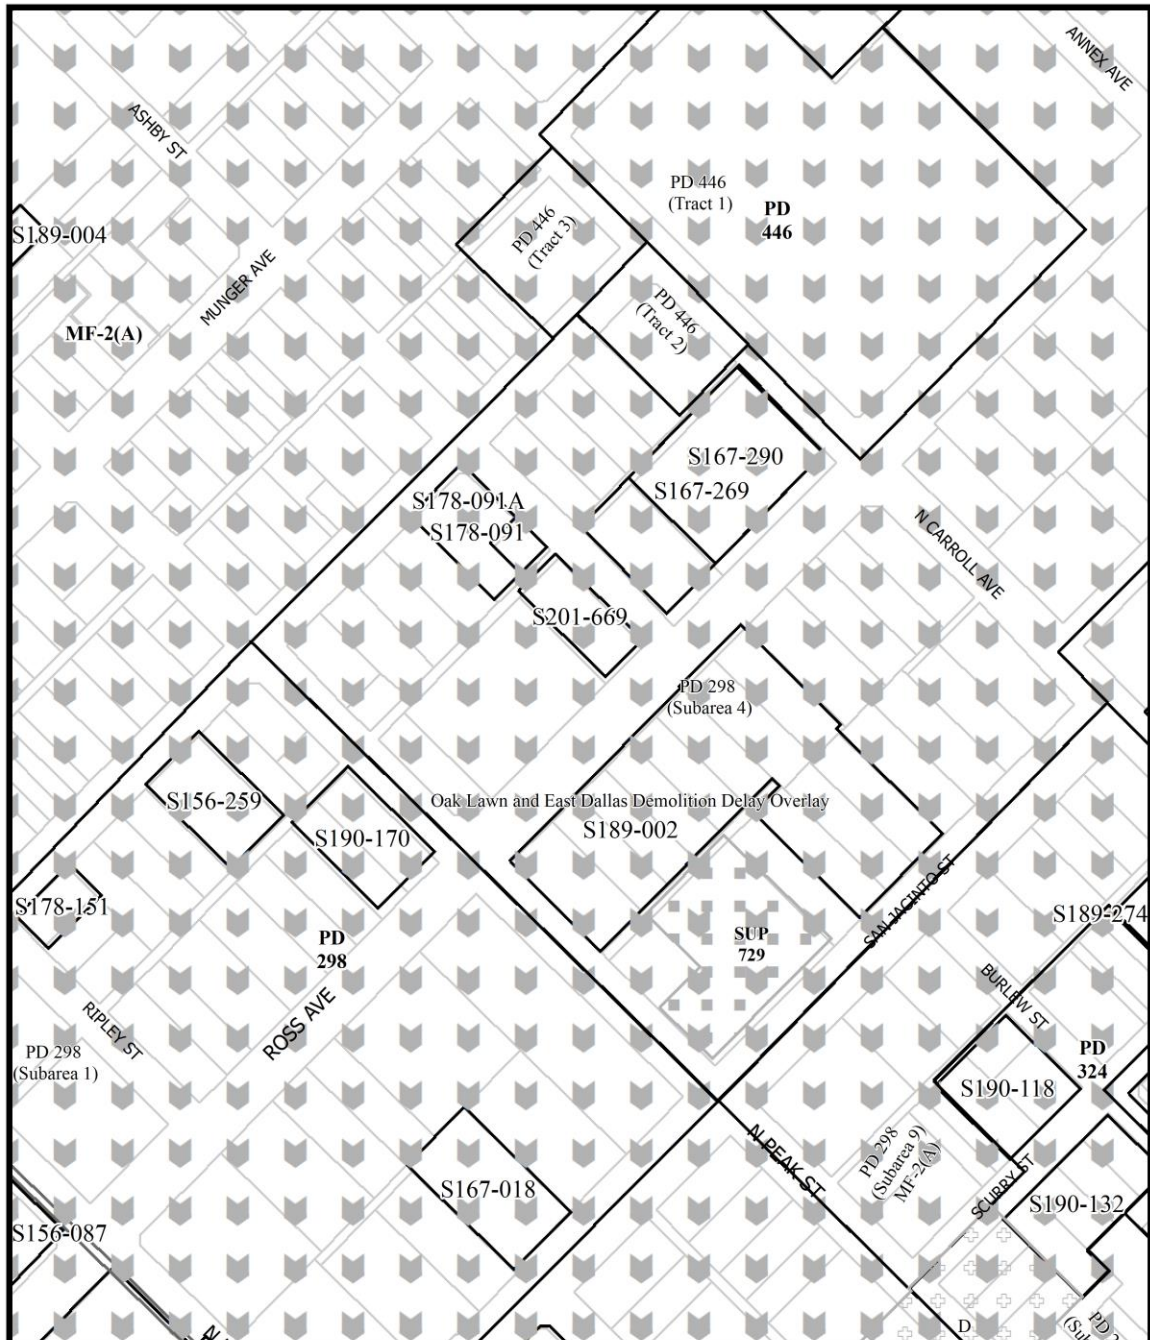 ANNEX AVE
ASHBY ST
PD 446
(Tract 1)
PD
446
PD 446
(Tract 3)
S189-004
MUNGER AVE
PD 446
(Tract 2)
MF-2(A)
S167-290
S167-269
S178-091A
S178-091
N CARROLL AVE
S201-669
PD 298
(Subarea 4)
S156-259
Oak Lawn and East Dallas Demolition Delay Overlay
S189-002
S190-170
SAN JACINTO ST
S178-151
S189-274
SUP
729
PD
298
BURLEW ST
ROSS AVE
RIPLEY ST
PD 298
(Subarea 1)
PD
324
S190-118
N PEAK ST
PD 298
(Subarea 9)
MF-2(A)
SCURRY ST
S167-018
S190-132
S156-087
D